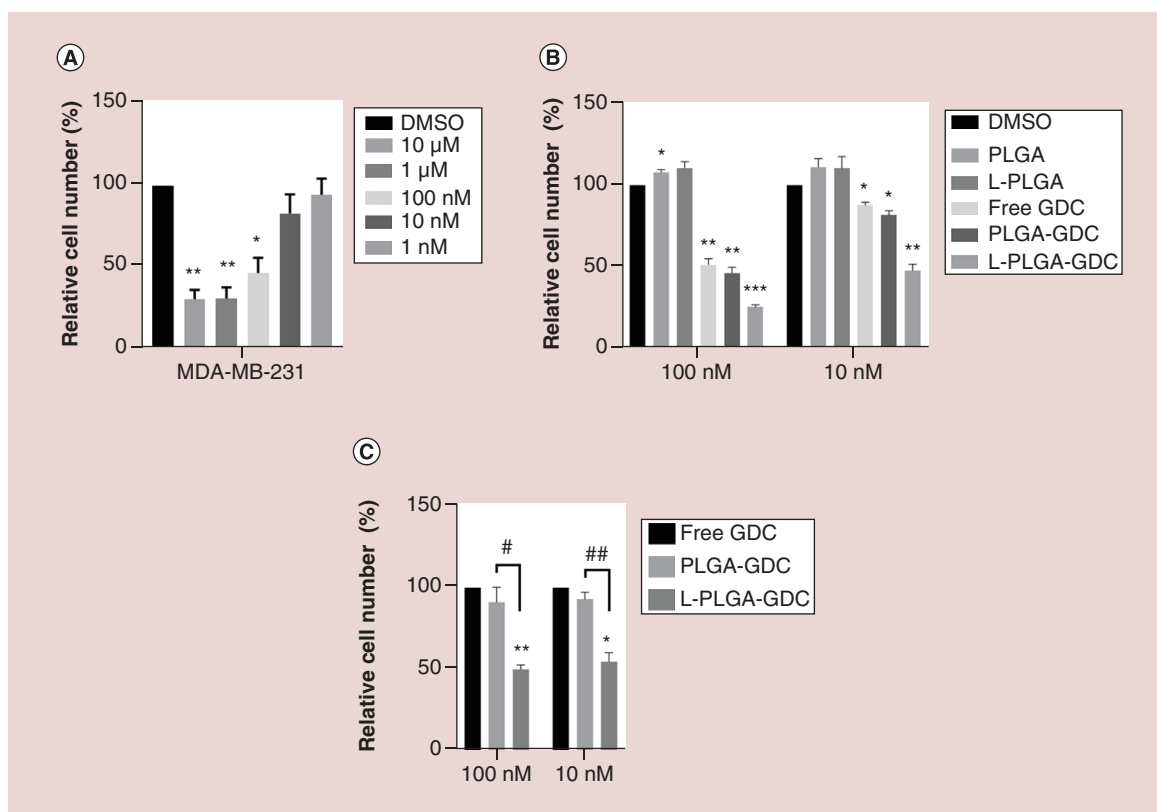 A
Relative cell number (%)
150
100
50
0
** ** *
MDA-MB-231
DMSO
10 µM
1 µM
100 nM
10 nM
1 nM
B
Relative cell number (%)
150
100
50
0
* ** ** *** * * **
100 nM 10 nM
DMSO
PLGA
L-PLGA
Free GDC
PLGA-GDC
L-PLGA-GDC
C
Relative cell number (%)
150
100
50
0
# ##
** *
100 nM 10 nM
Free GDC
PLGA-GDC
L-PLGA-GDC